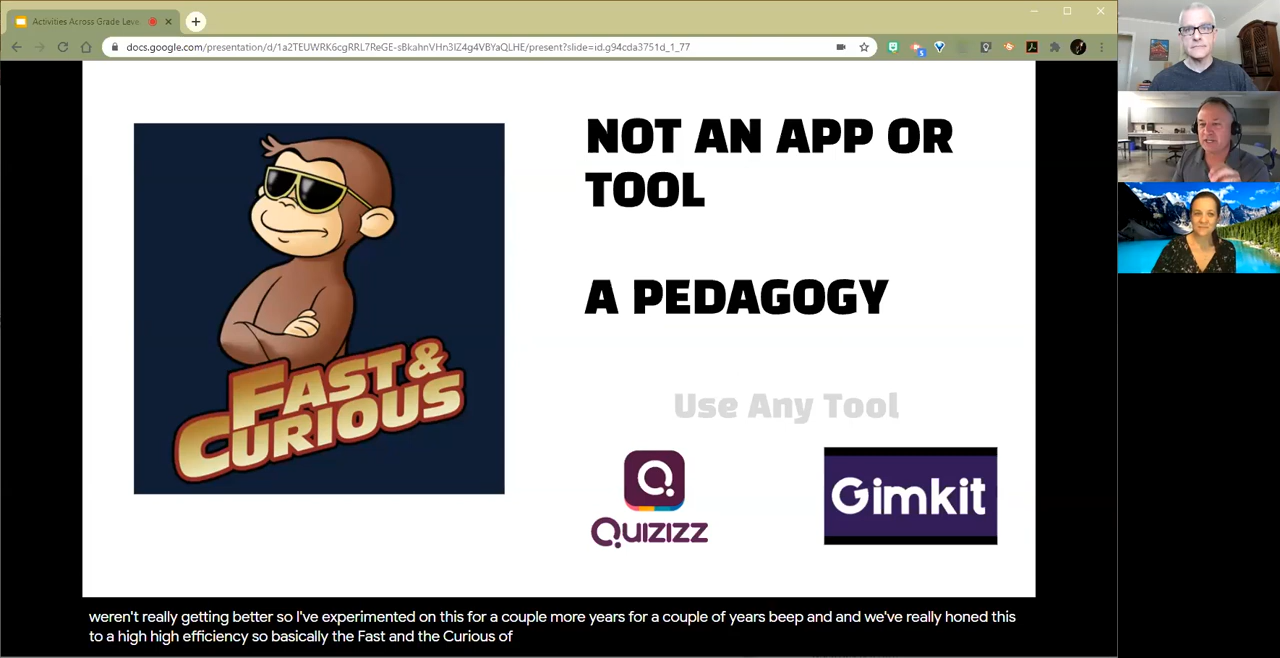 Activities Across Grade Leve
docs.google.com/presentation/d/1a2TEUWRK6cgRRL7ReGE-sBkahnVHn3IZ4g4VBYaQLHE/present?slide=id.g94cda3751d_1_77
5
NOT AN APP OR
TOOL
A PEDAGOGY
FAST &
CURIOUS
Use Any Tool
Q
QUIZIZZ
Gimkit
weren't really getting better so I've experimented on this for a couple more years for a couple of years beep and and we've really honed this
to a high high efficiency so basically the Fast and the Curious of